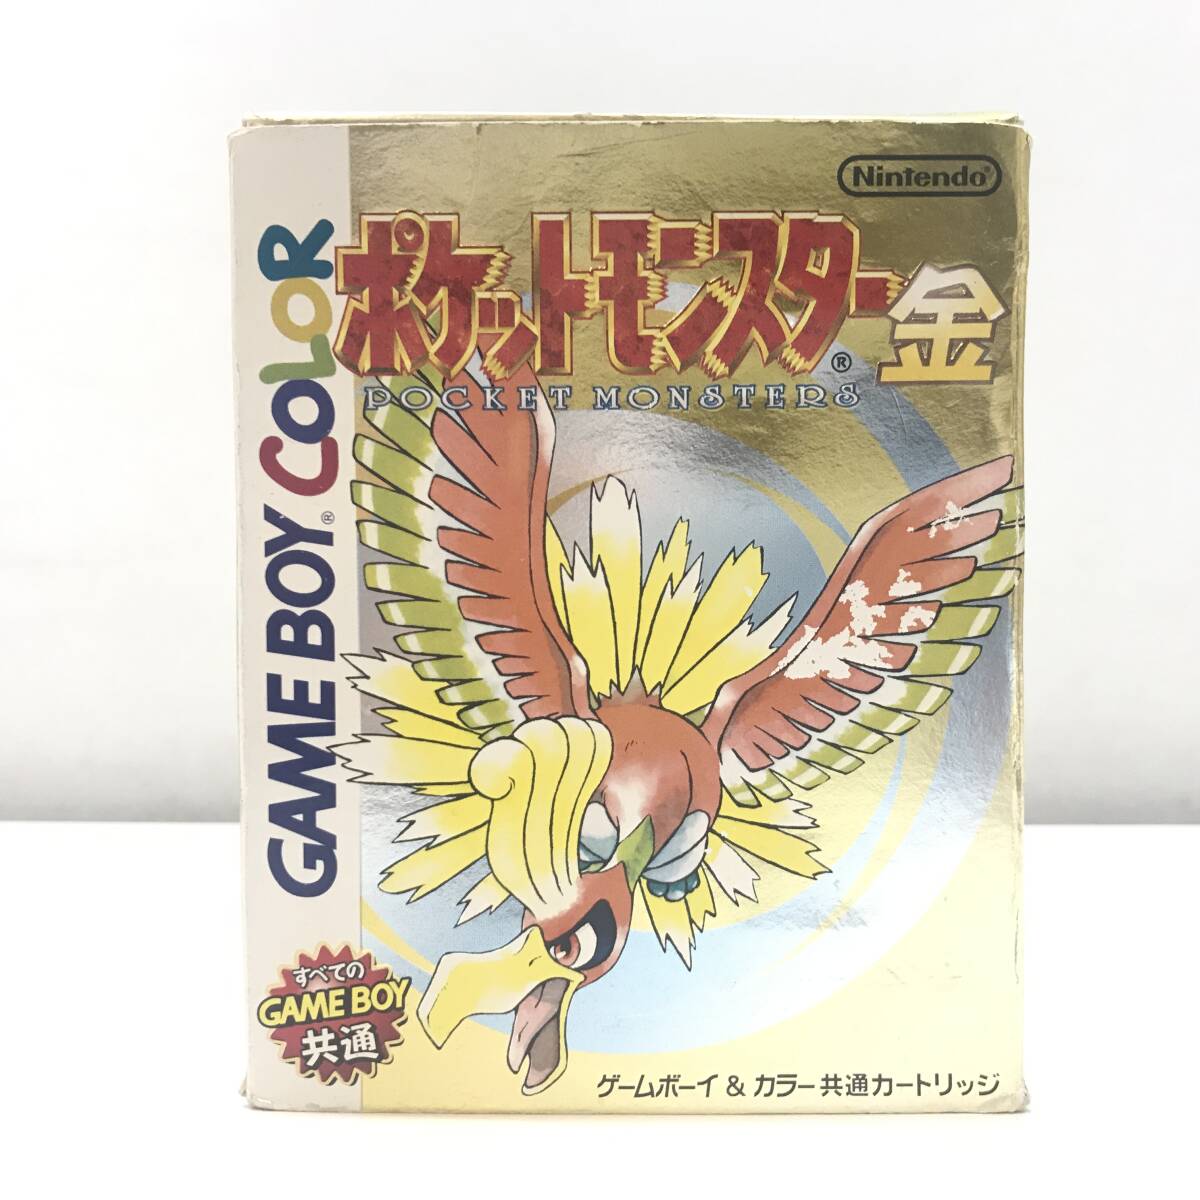 Nintendo®
ポケットモンスター®金
POCKET MONSTERS
GAME BOY® COLOR
すべての
GAME BOY
共通
ゲームボーイ & カラー共通カートリッジ